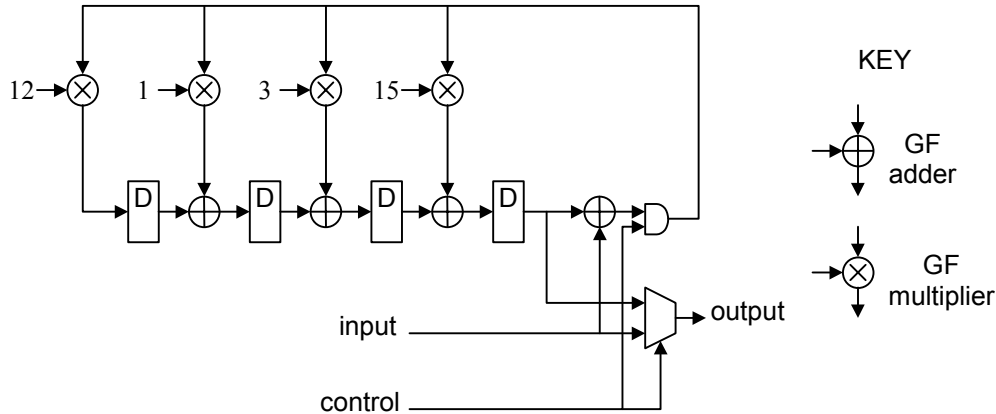 12
1
3
15
KEY
GF
adder
D
D
D
D
GF
multiplier
input
output
control